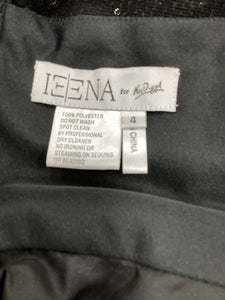 IEENA for Mac Duggal
100% POLYESTER
DO NOT WASH
SPOT CLEAN
BY PROFESSIONAL
DRY CLEANER
NO IRONING OR
STEAMING ON SEQUINS
OR BEADING
4
CHINA